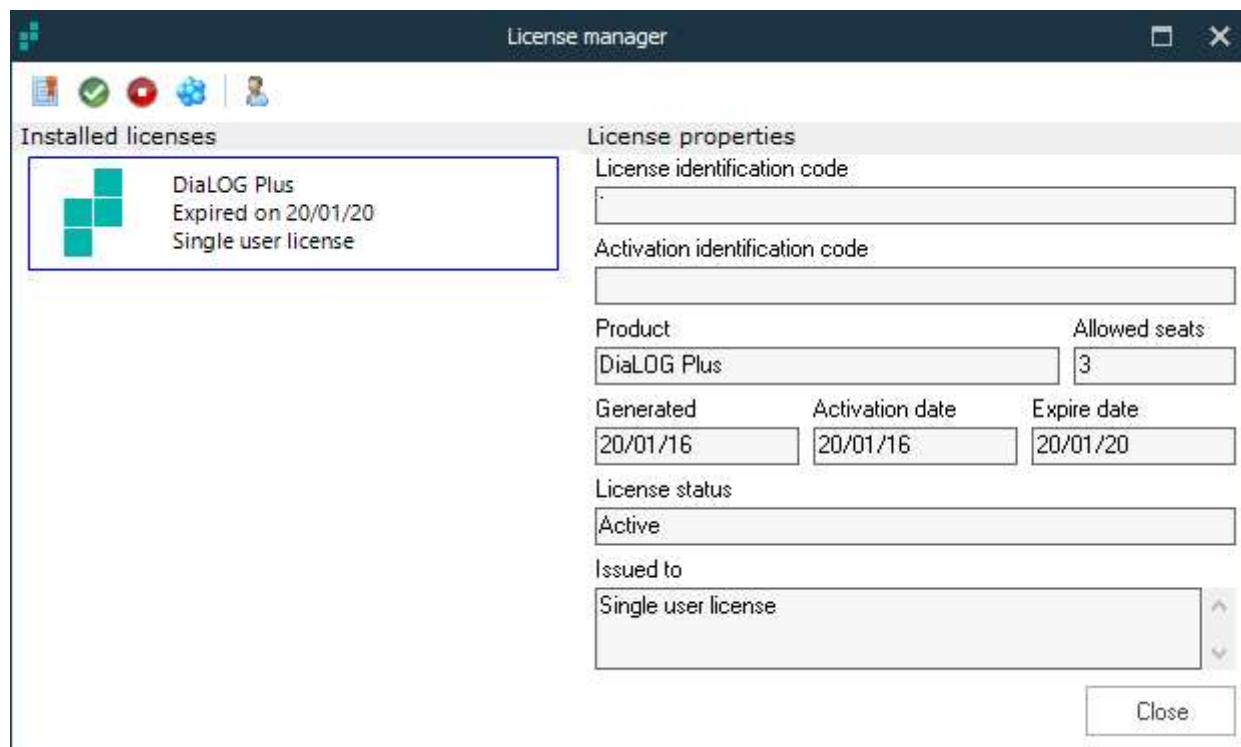 License manager
Installed licenses
DiaLOG Plus
Expired on 20/01/20
Single user license
License properties
License identification code
Activation identification code
Product
Allowed seats
DiaLOG Plus
3
Generated
Activation date
Expire date
20/01/16
20/01/16
20/01/20
License status
Active
Issued to
Single user license
Close